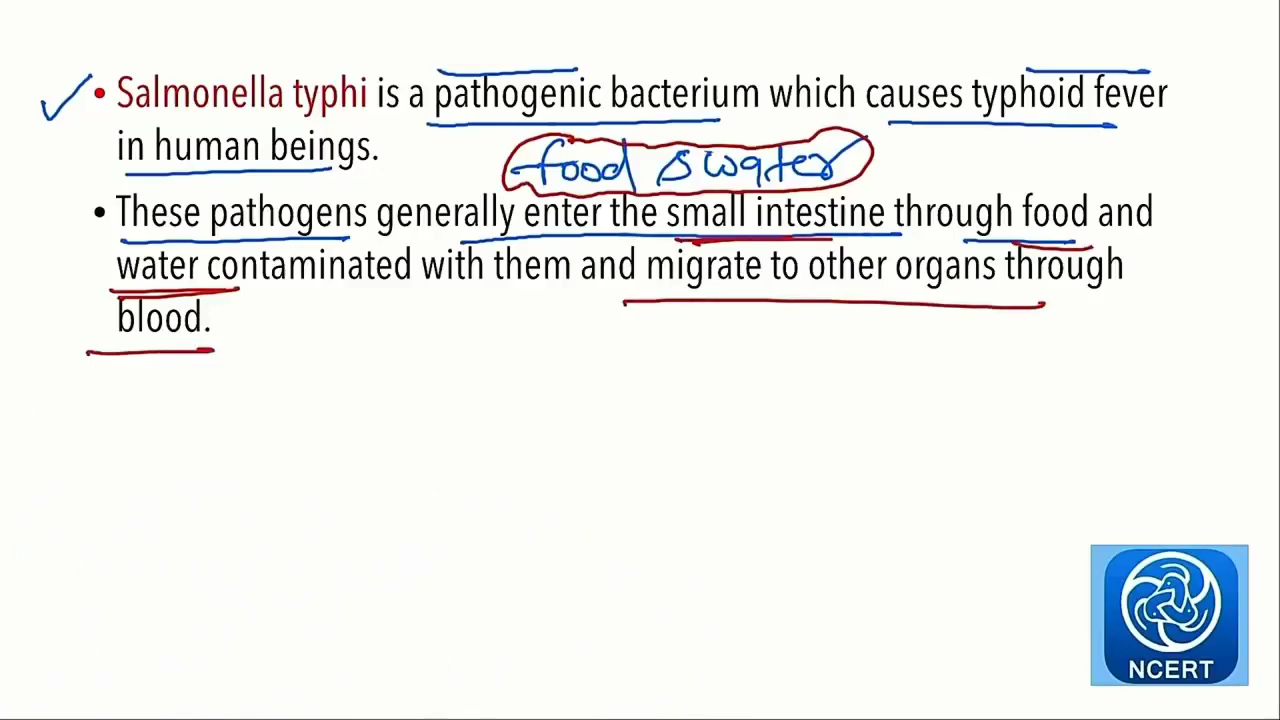 • Salmonella typhi is a pathogenic bacterium which causes typhoid fever
in human beings.
food & water
• These pathogens generally enter the small intestine through food and
water contaminated with them and migrate to other organs through
blood.
NCERT